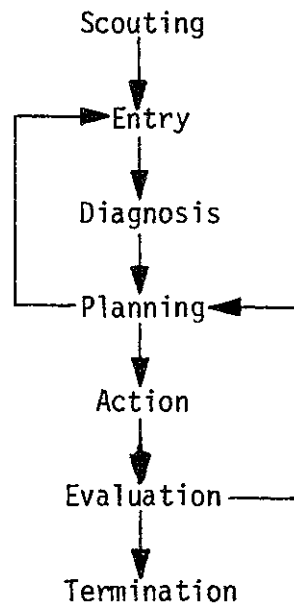 Scouting
Entry
Diagnosis
Planning
Action
Evaluation
Termination